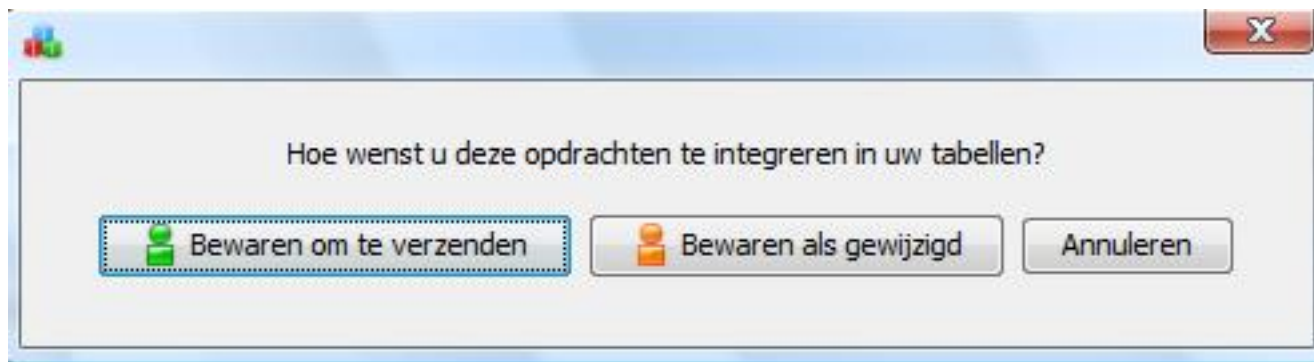 Hoe wenst u deze opdrachten te integreren in uw tabellen?
Bewaren om te verzenden
Bewaren als gewijzigd
Annuleren